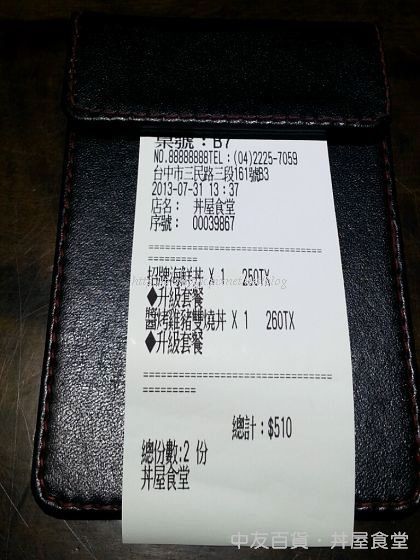 桌號：B7
NO.88888888TEL：(04)2225-7059
台中市三民路三段161號B3
2013-07-31 13：37
店名： 丼屋食堂
序號： 00039867
==============================
=========
招牌海鮮丼 X 1 250TX
◆升級套餐
醬烤雞豬雙燒丼 X 1 260TX
◆升級套餐
==============================
=========
總計：$510
總份數:2 份
丼屋食堂
中友百貨．丼屋食堂